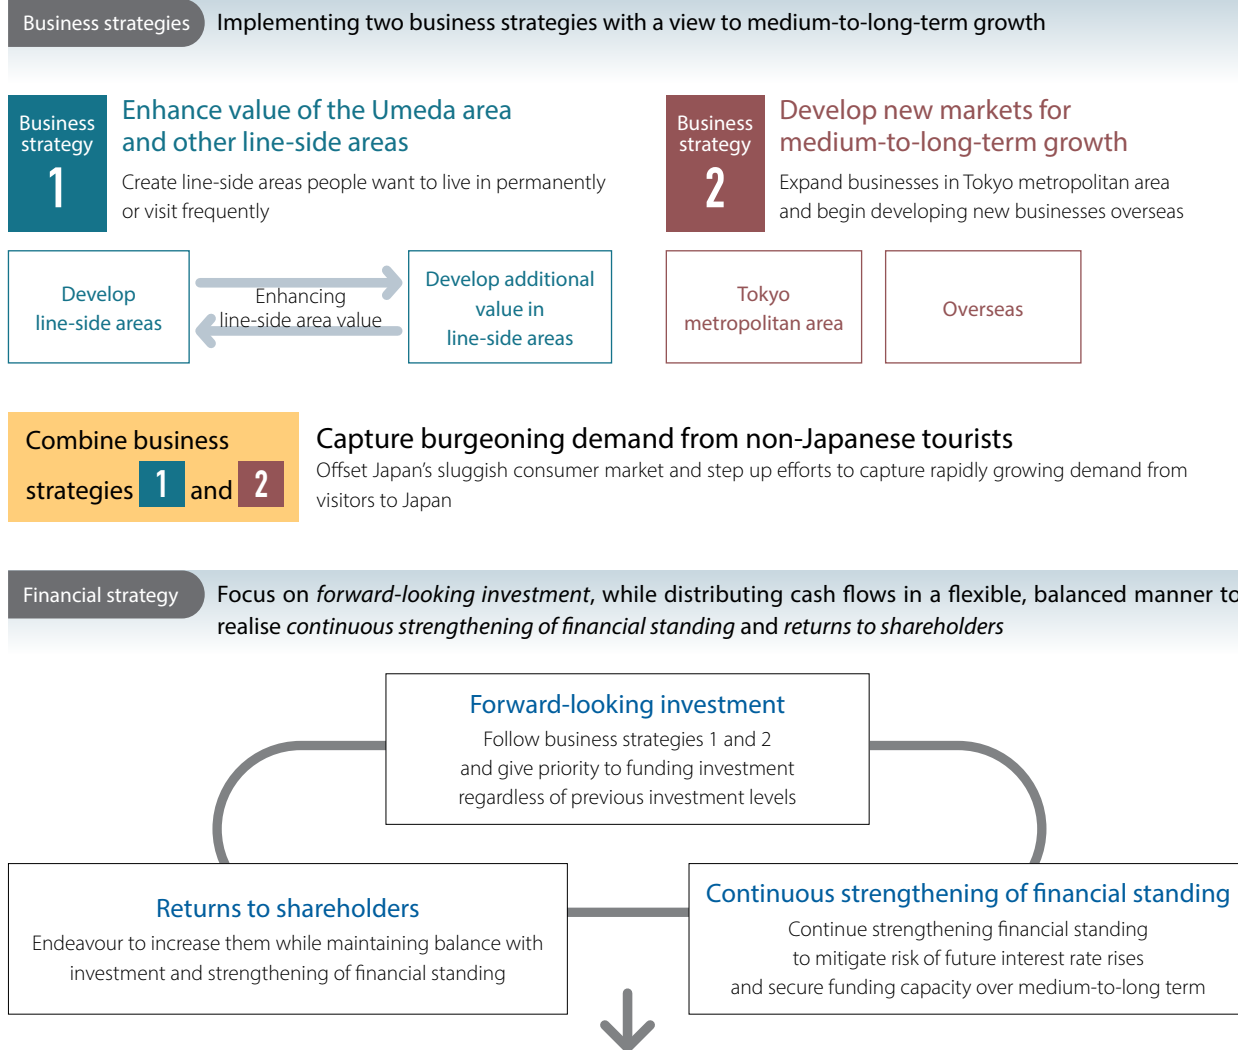 Business strategies
Implementing two business strategies with a view to medium-to-long-term growth
Business
strategy
1
Enhance value of the Umeda area
and other line-side areas
Create line-side areas people want to live in permanently
or visit frequently
Develop
line-side areas
Enhancing
line-side area value
Develop additional
value in
line-side areas
Business
strategy
2
Develop new markets for
medium-to-long-term growth
Expand businesses in Tokyo metropolitan area
and begin developing new businesses overseas
Tokyo
metropolitan area
Overseas
Combine business
strategies 1 and 2
Capture burgeoning demand from non-Japanese tourists
Offset Japan’s sluggish consumer market and step up efforts to capture rapidly growing demand from
visitors to Japan
Financial strategy
Focus on forward-looking investment, while distributing cash flows in a flexible, balanced manner to
realise continuous strengthening of financial standing and returns to shareholders
Forward-looking investment
Follow business strategies 1 and 2
and give priority to funding investment
regardless of previous investment levels
Returns to shareholders
Endeavour to increase them while maintaining balance with
investment and strengthening of financial standing
Continuous strengthening of financial standing
Continue strengthening financial standing
to mitigate risk of future interest rate rises
and secure funding capacity over medium-to-long term